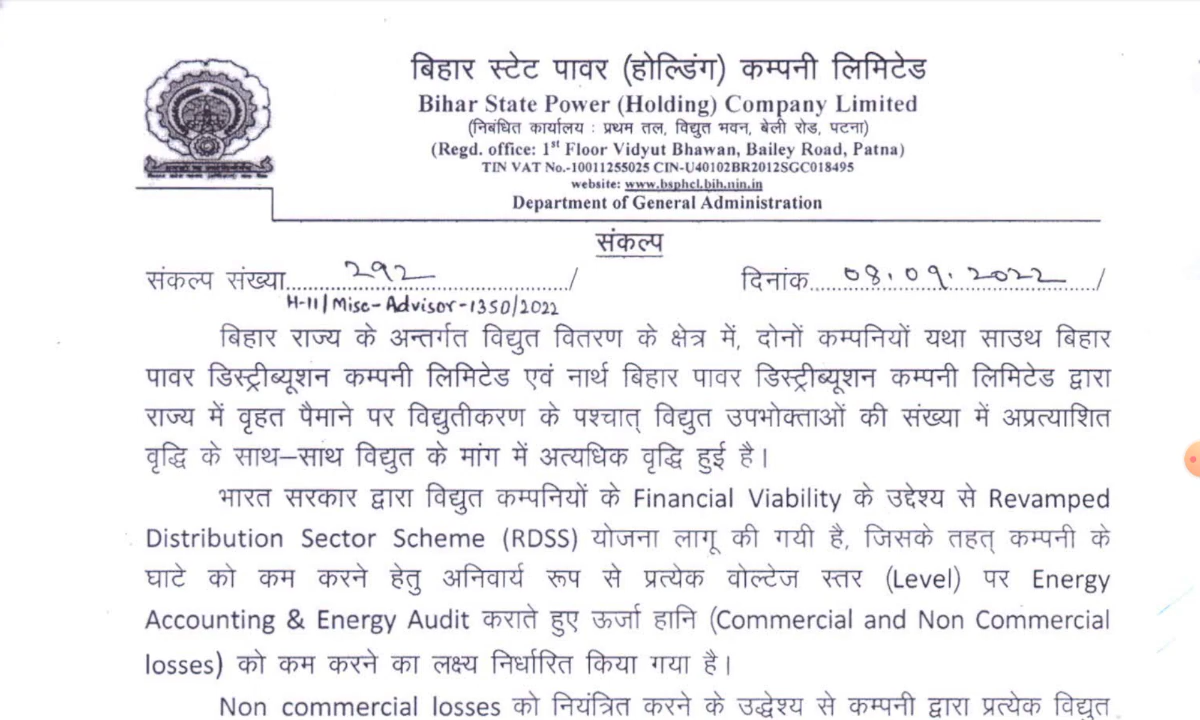 बिहार स्टेट पावर (होल्डिंग) कम्पनी लिमिटेड
Bihar State Power (Holding) Company Limited
(निबंधित कार्यालय : प्रथम तल, विद्युत भवन, बेली रोड, पटना)
(Regd. office: 1st Floor Vidyut Bhawan, Bailey Road, Patna)
TIN VAT No.-10011255025 CIN-U40102BR2012SGC018495
website: www.bsphcl.bih.nin.in
Department of General Administration
संकल्प
संकल्प संख्या....292..../ दिनांक....08.09.2022..../
H-11/Misc-Advisor-1350/2022
बिहार राज्य के अन्तर्गत विद्युत वितरण के क्षेत्र में, दोनों कम्पनियों यथा साउथ बिहार
पावर डिस्ट्रीब्यूशन कम्पनी लिमिटेड एवं नार्थ बिहार पावर डिस्ट्रीब्यूशन कम्पनी लिमिटेड द्वारा
राज्य में वृहत पैमाने पर विद्युतीकरण के पश्चात् विद्युत उपभोक्ताओं की संख्या में अप्रत्याशित
वृद्धि के साथ–साथ विद्युत के मांग में अत्यधिक वृद्धि हुई है।
भारत सरकार द्वारा विद्युत कम्पनियों के Financial Viability के उद्देश्य से Revamped
Distribution Sector Scheme (RDSS) योजना लागू की गयी है, जिसके तहत् कम्पनी के
घाटे को कम करने हेतु अनिवार्य रूप से प्रत्येक वोल्टेज स्तर (Level) पर Energy
Accounting & Energy Audit कराते हुए ऊर्जा हानि (Commercial and Non Commercial
losses) को कम करने का लक्ष्य निर्धारित किया गया है।
Non commercial losses को नियंत्रित करने के उद्धेश्य से कम्पनी द्वारा प्रत्येक विद्युत